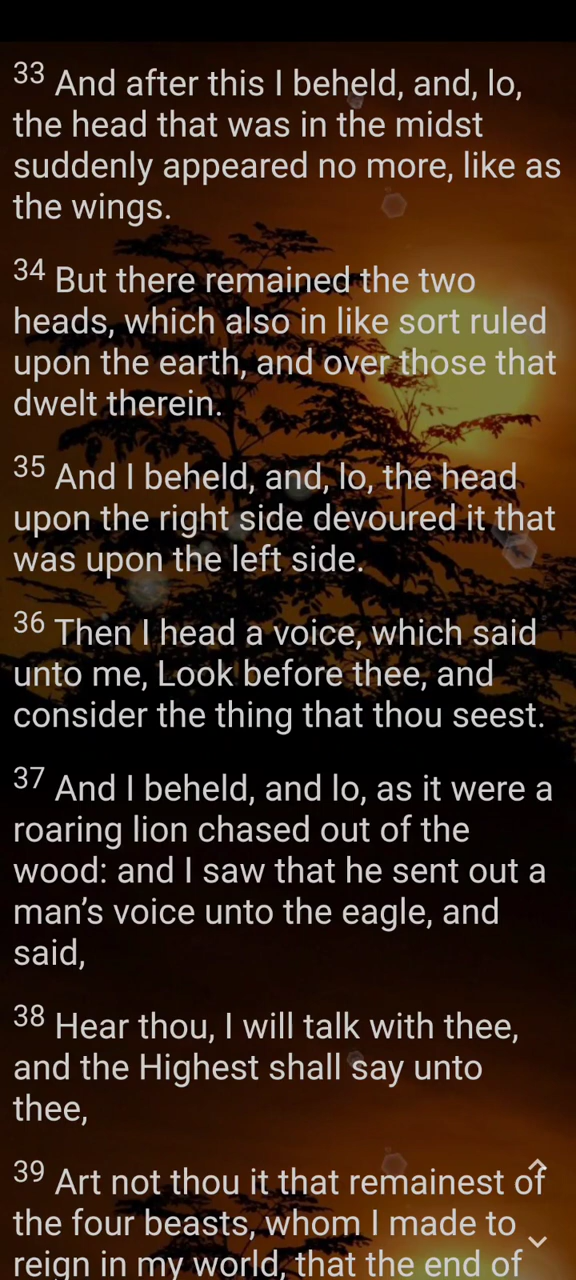 33 And after this I beheld, and, lo,
the head that was in the midst
suddenly appeared no more, like as
the wings.
34 But there remained the two
heads, which also in like sort ruled
upon the earth, and over those that
dwelt therein.
35 And I beheld, and, lo, the head
upon the right side devoured it that
was upon the left side.
36 Then I head a voice, which said
unto me, Look before thee, and
consider the thing that thou seest.
37 And I beheld, and lo, as it were a
roaring lion chased out of the
wood: and I saw that he sent out a
man’s voice unto the eagle, and
said,
38 Hear thou, I will talk with thee,
and the Highest shall say unto
thee,
39 Art not thou it that remainest of
the four beasts, whom I made to
reign in my world, that the end of